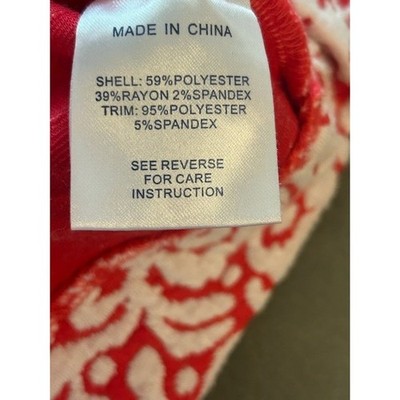 MADE IN CHINA
SHELL: 59%POLYESTER
39%RAYON 2%SPANDEX
TRIM: 95%POLYESTER
5%SPANDEX
SEE REVERSE
FOR CARE
INSTRUCTION